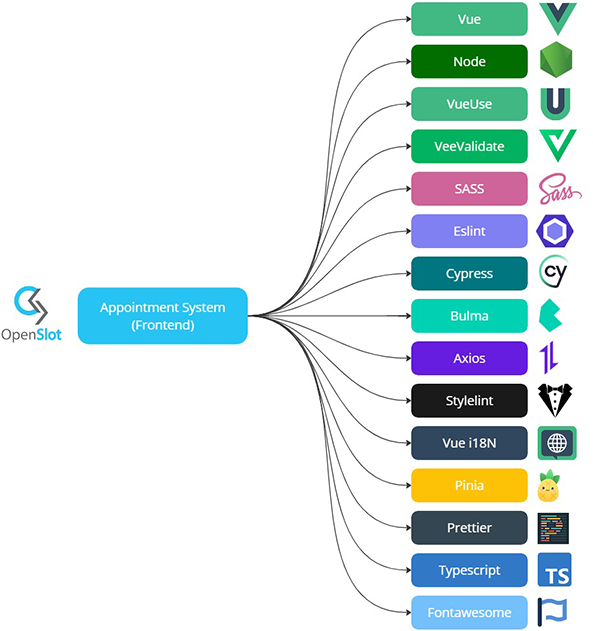 Vue
Node
VueUse
VeeValidate
SASS
Sass
Eslint
Cypress
cy
Appointment System
(Frontend)
OpenSlot
Bulma
Axios
Stylelint
Vue i18N
Pinia
Prettier
Typescript
TS
Fontawesome